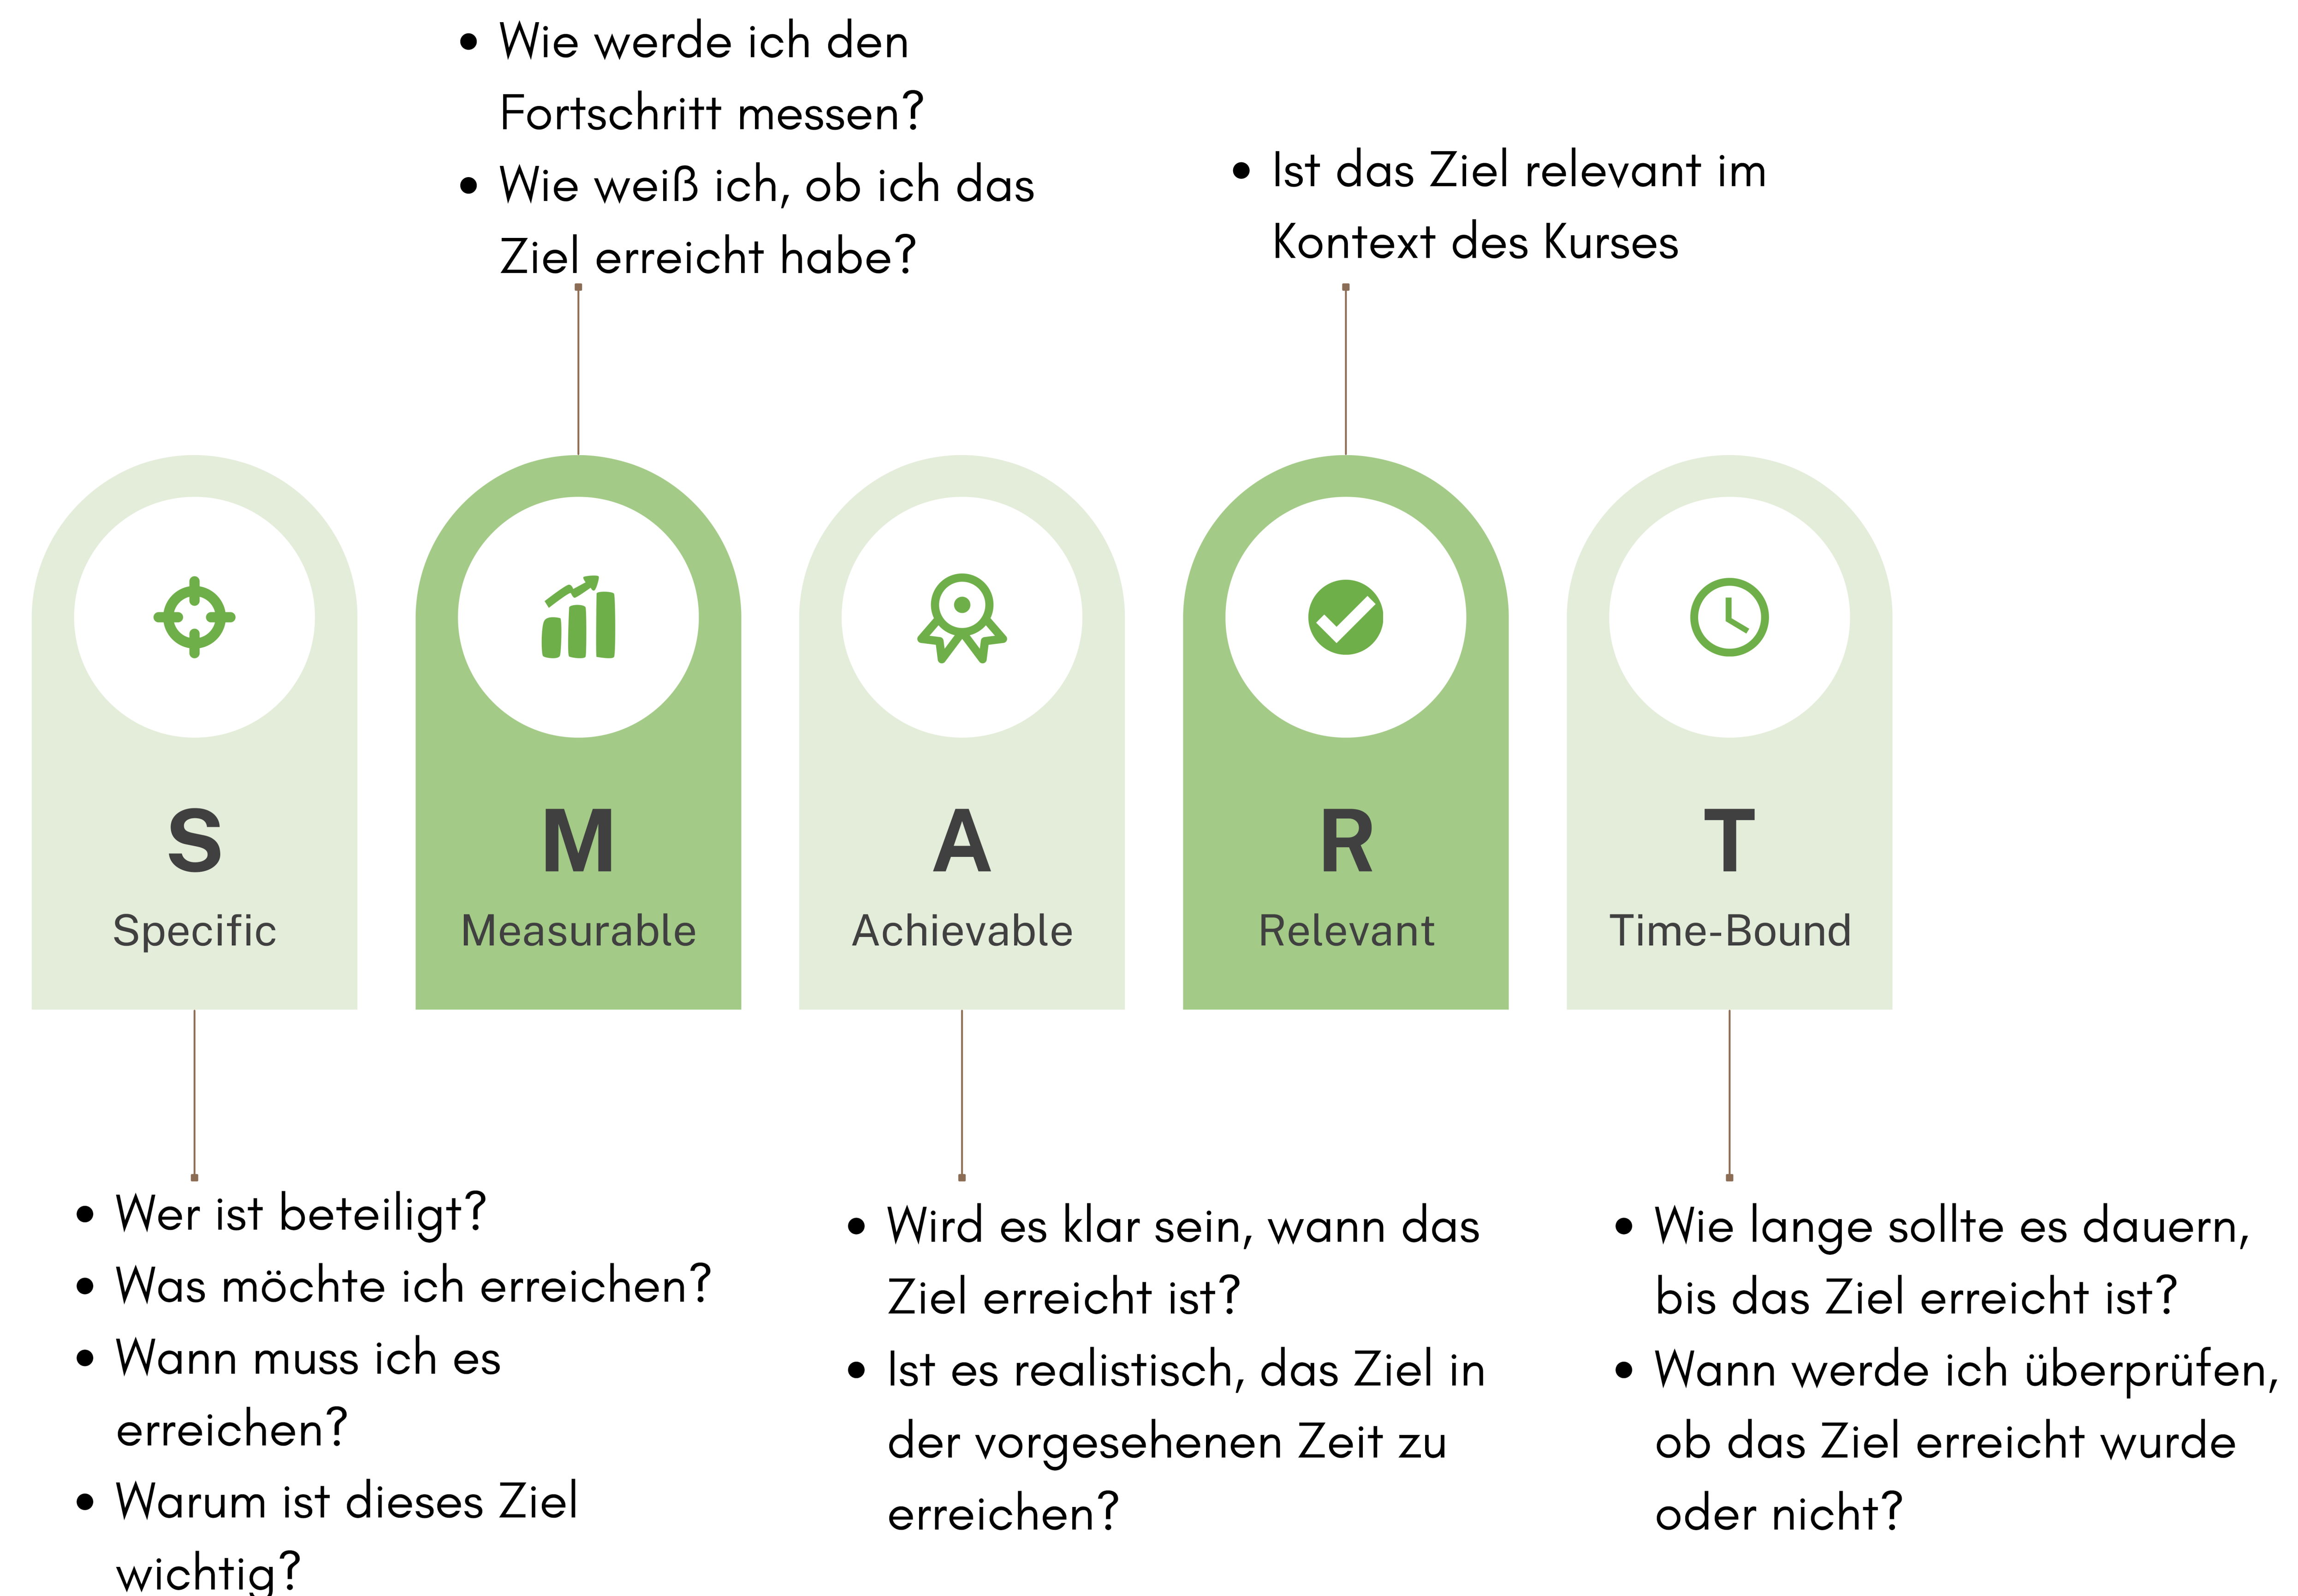 Wie werde ich den
Fortschritt messen?
Wie weiß ich, ob ich das
Ziel erreicht habe?
Ist das Ziel relevant im
Kontext des Kurses
S
Specific
M
Measurable
A
Achievable
R
Relevant
T
Time-Bound
Wer ist beteiligt?
Was möchte ich erreichen?
Wann muss ich es
erreichen?
Warum ist dieses Ziel
wichtig?
Wird es klar sein, wann das
Ziel erreicht ist?
Ist es realistisch, das Ziel in
der vorgesehenen Zeit zu
erreichen?
Wie lange sollte es dauern,
bis das Ziel erreicht ist?
Wann werde ich überprüfen,
ob das Ziel erreicht wurde
oder nicht?